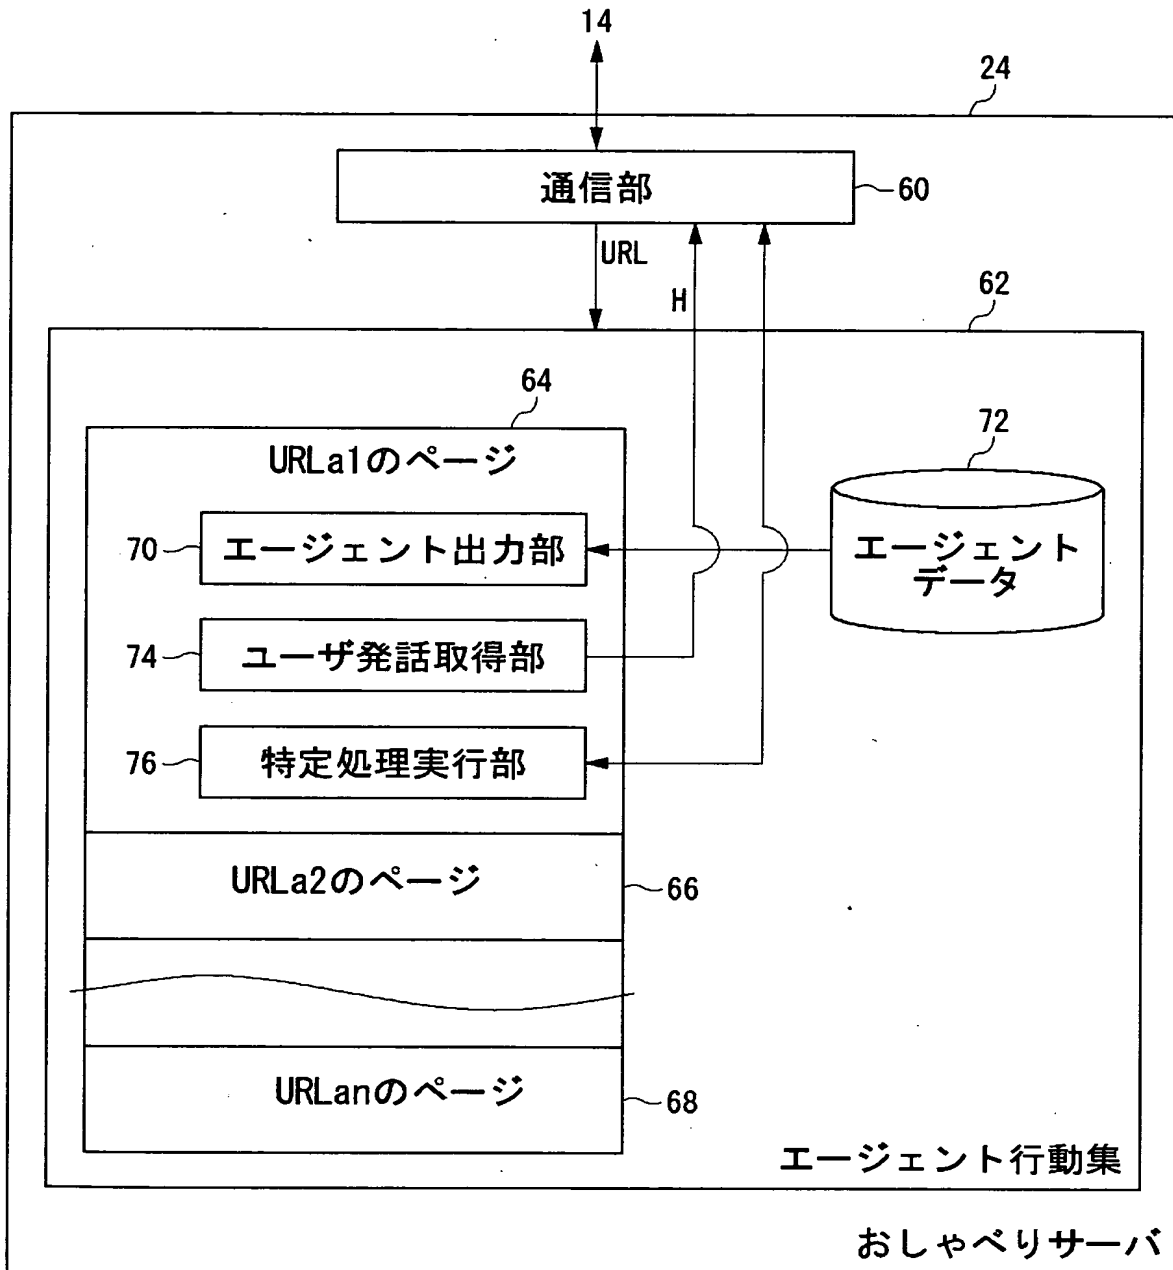 14
24
通信部
60
URL
H
62
64
URLa1のページ
72
70
エージェント出力部
エージェント
データ
74
ユーザ発話取得部
76
特定処理実行部
URLa2のページ
66
URLanのページ
68
エージェント行動集
おしゃべりサーバ